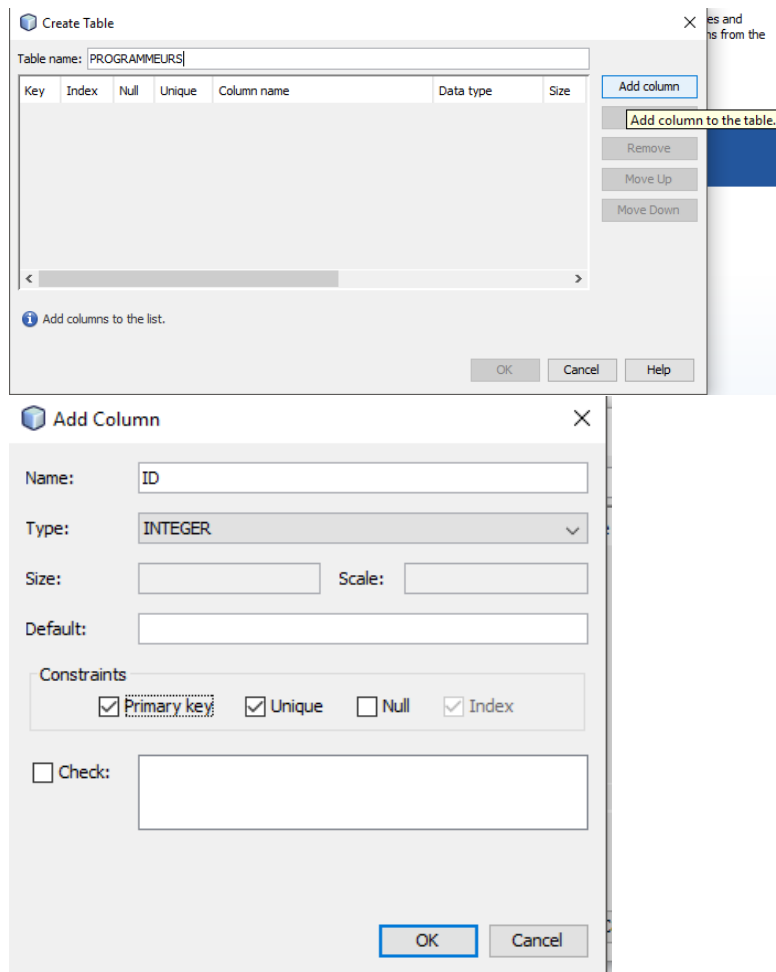 Create Table
es and
ns from the
Table name: PROGRAMMEURS
Key Index Null Unique Column name Data type Size
Add column
Add column to the table.
Remove
Move Up
Move Down
Add columns to the list.
OK Cancel Help
Add Column
Name: ID
Type: INTEGER
Size: Scale:
Default:
Constraints
Primary key Unique Null Index
Check:
OK Cancel